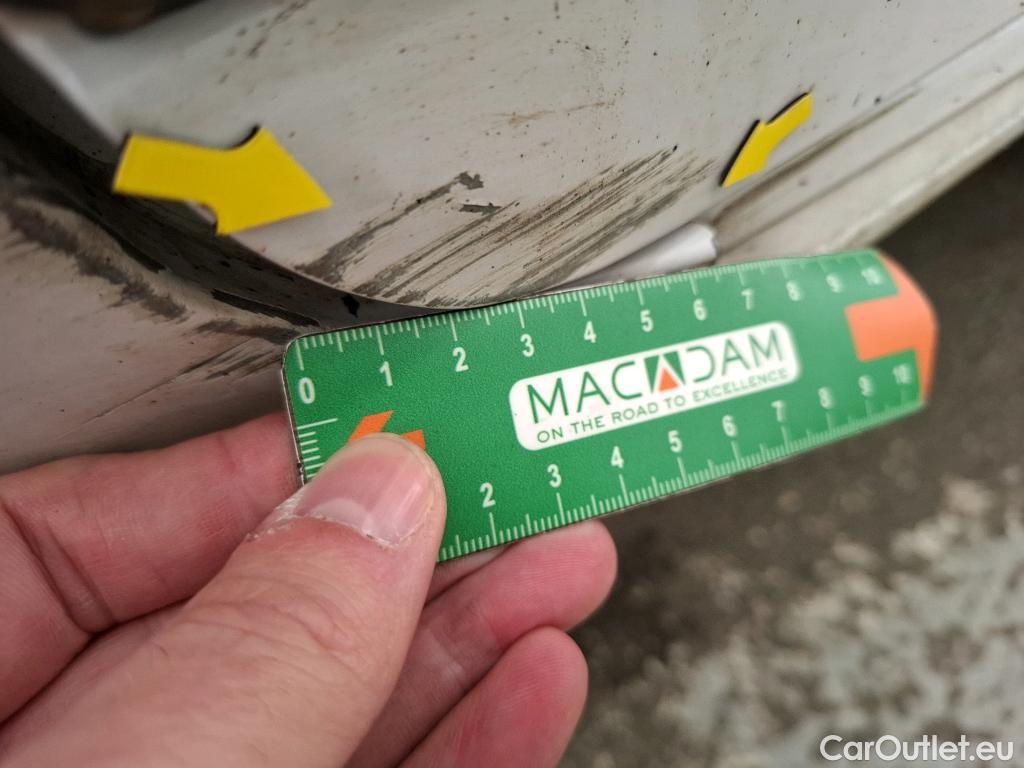 0 1 2 3 4 5 6 7 8 9 10
MACADAM
ON THE ROAD TO EXCELLENCE
2 3 4 5 6 7 8 9 10
CarOutlet.eu